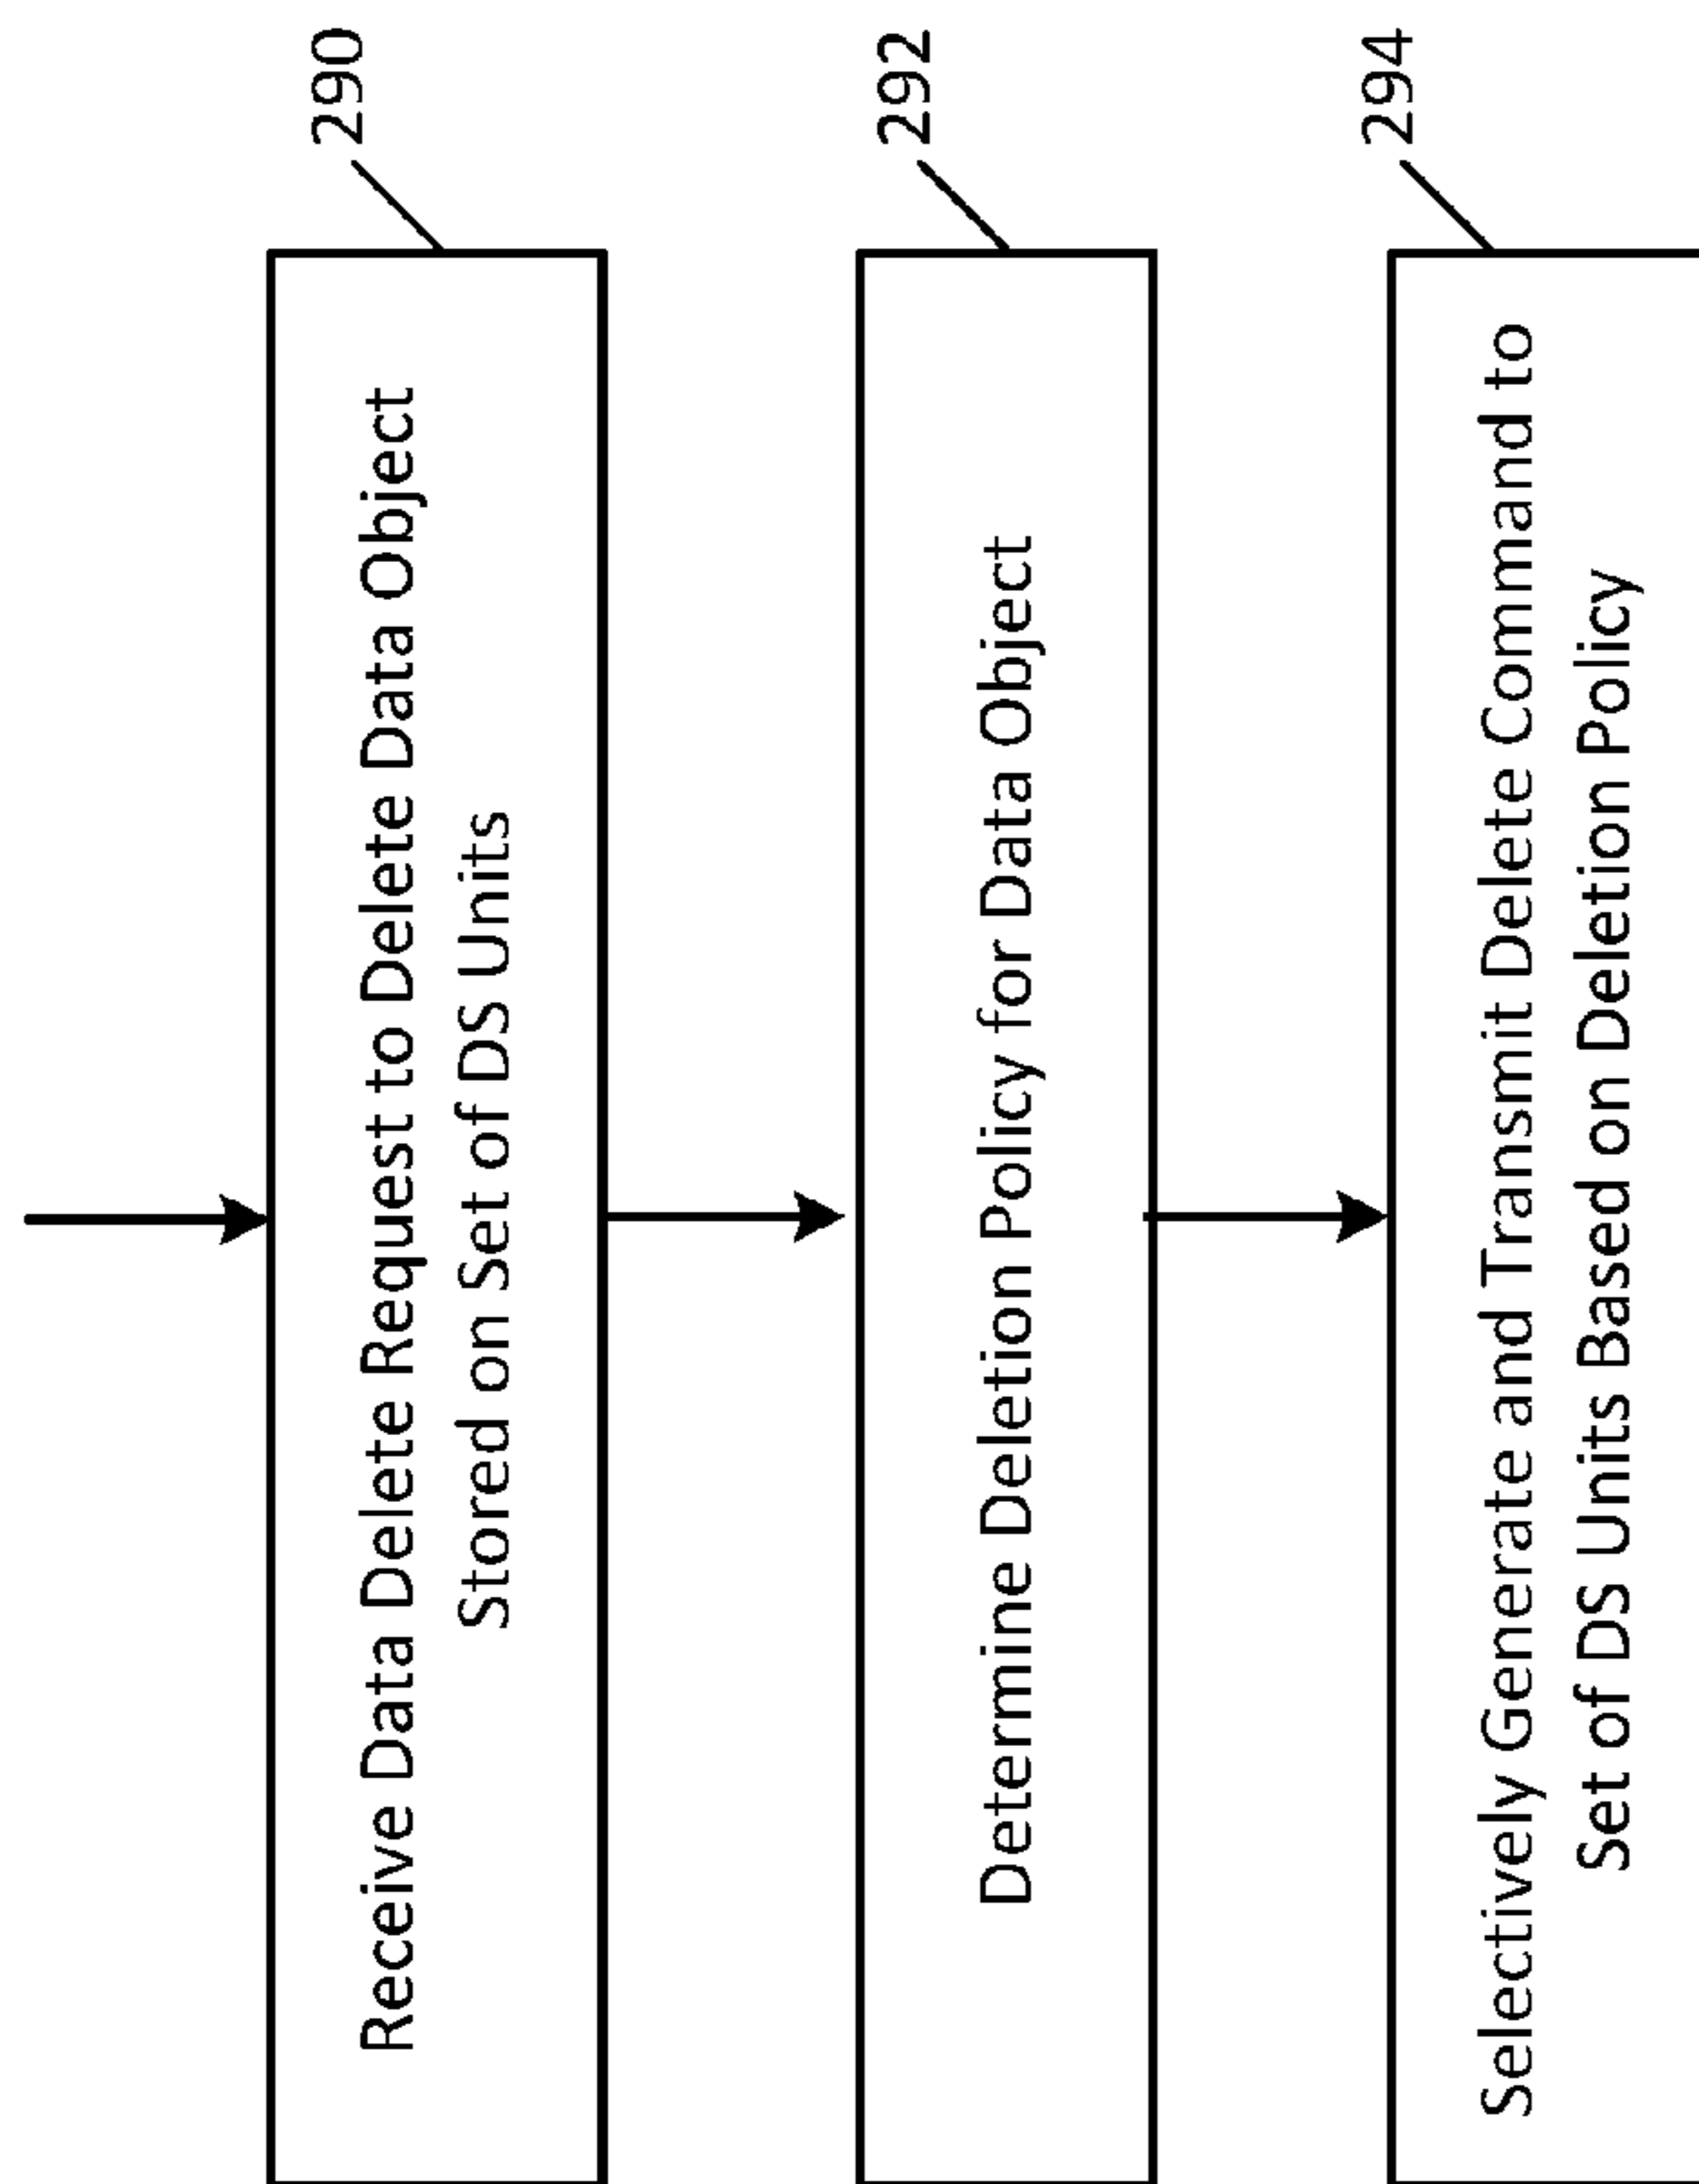 290
Receive Data Delete Request to Delete Data Object
Stored on Set of DS Units
292
Determine Deletion Policy for Data Object
294
Selectively Generate and Transmit Delete Command to
Set of DS Units Based on Deletion Policy